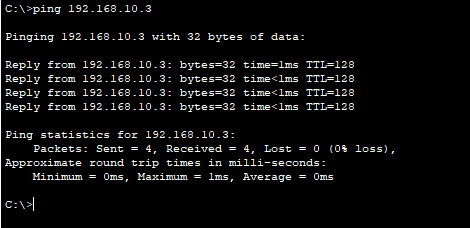 C:\>ping 192.168.10.3
Pinging 192.168.10.3 with 32 bytes of data:
Reply from 192.168.10.3: bytes=32 time=1ms TTL=128
Reply from 192.168.10.3: bytes=32 time<1ms TTL=128
Reply from 192.168.10.3: bytes=32 time<1ms TTL=128
Reply from 192.168.10.3: bytes=32 time<1ms TTL=128
Ping statistics for 192.168.10.3:
Packets: Sent = 4, Received = 4, Lost = 0 (0% loss),
Approximate round trip times in milli-seconds:
Minimum = 0ms, Maximum = 1ms, Average = 0ms
C:\>